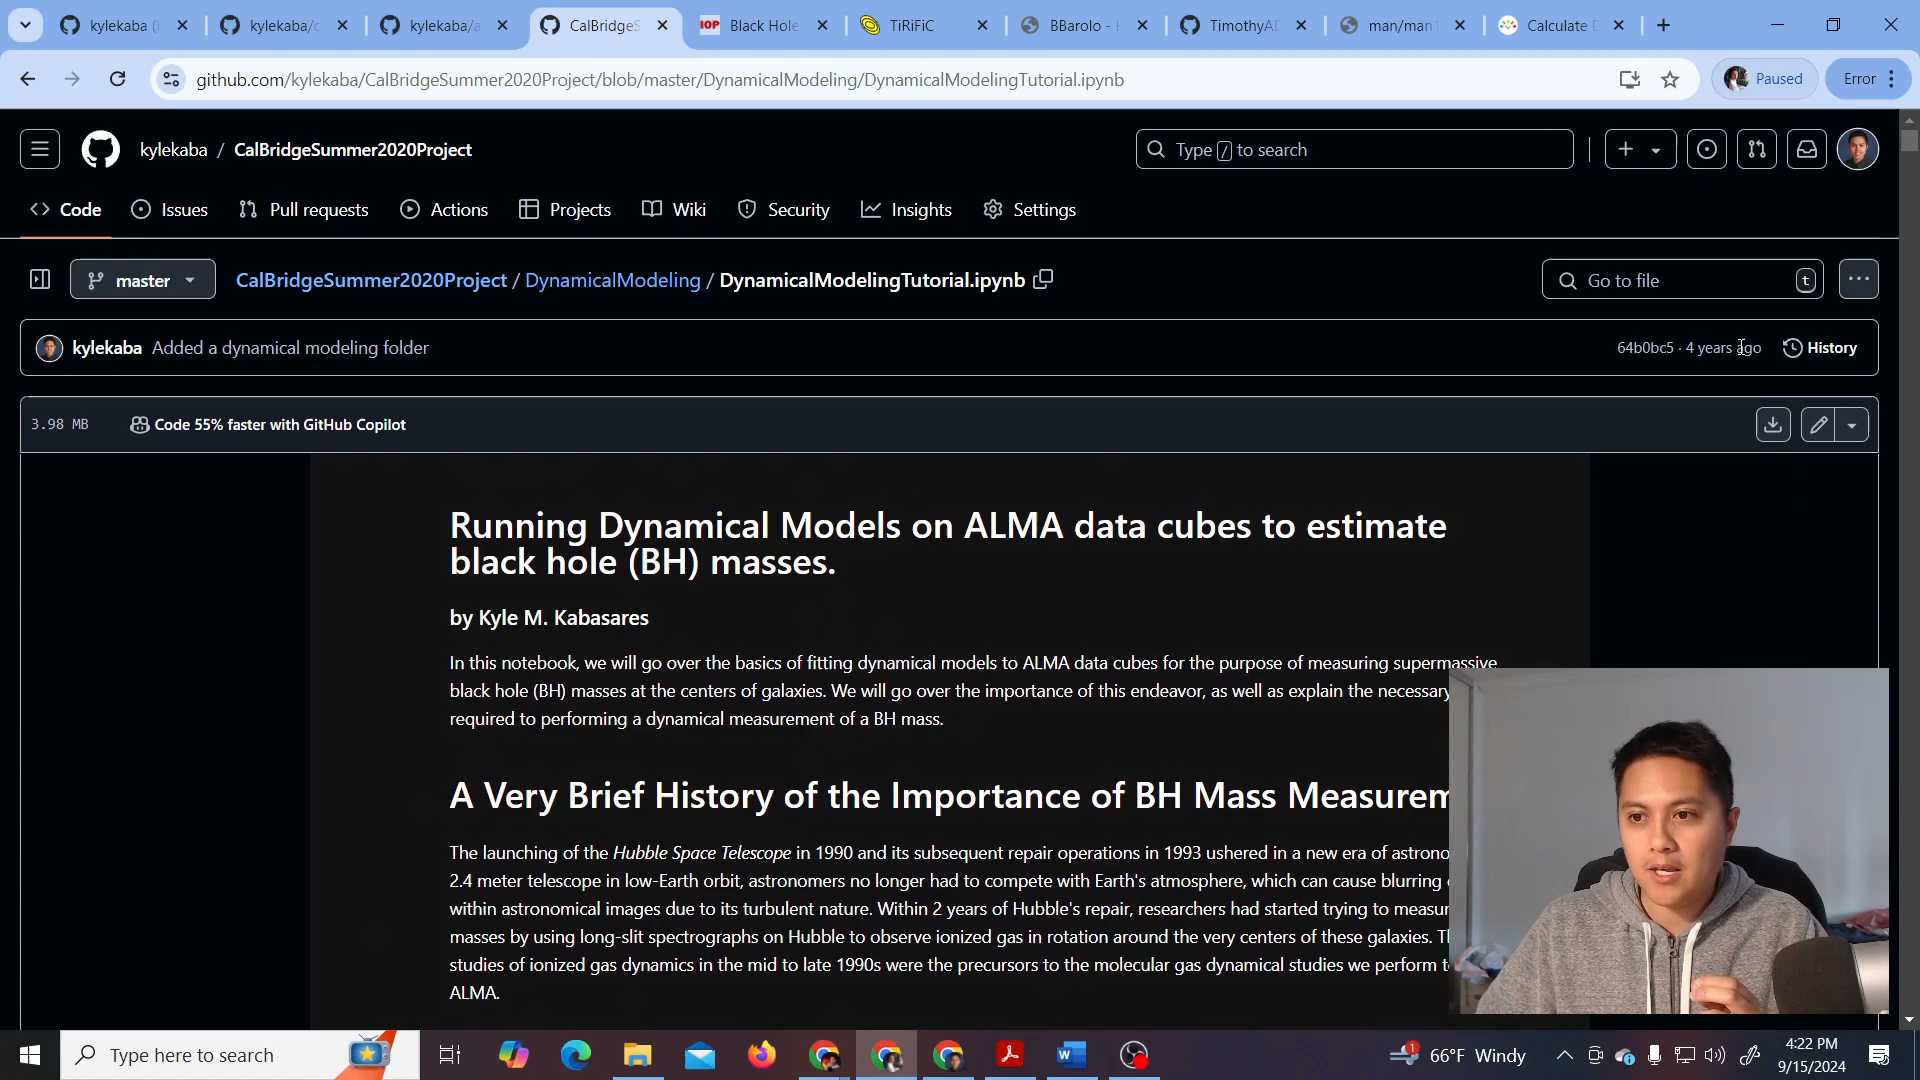 kylekaba (
kylekaba/
kylekaba/a
CalBridgeS
IOP
Black Hole
TiRiFiC
BBarolo -
TimothyAD
man/man1
Calculate
github.com/kylekaba/CalBridgeSummer2020Project/blob/master/DynamicalModeling/DynamicalModelingTutorial.ipynb
Paused
Error
kylekaba / CalBridgeSummer2020Project
Type / to search
Code
Issues
Pull requests
Actions
Projects
Wiki
Security
Insights
Settings
master
CalBridgeSummer2020Project / DynamicalModeling / DynamicalModelingTutorial.ipynb
Go to file
t
kylekaba Added a dynamical modeling folder
64b0bc5 · 4 years ago
History
3.98 MB
Code 55% faster with GitHub Copilot
Running Dynamical Models on ALMA data cubes to estimate
black hole (BH) masses.
by Kyle M. Kabasares
In this notebook, we will go over the basics of fitting dynamical models to ALMA data cubes for the purpose of measuring supermassive
black hole (BH) masses at the centers of galaxies. We will go over the importance of this endeavor, as well as explain the necessary
required to performing a dynamical measurement of a BH mass.
A Very Brief History of the Importance of BH Mass Measurem
The launching of the Hubble Space Telescope in 1990 and its subsequent repair operations in 1993 ushered in a new era of astrono
2.4 meter telescope in low-Earth orbit, astronomers no longer had to compete with Earth's atmosphere, which can cause blurring
within astronomical images due to its turbulent nature. Within 2 years of Hubble's repair, researchers had started trying to measur
masses by using long-slit spectrographs on Hubble to observe ionized gas in rotation around the very centers of these galaxies. Th
studies of ionized gas dynamics in the mid to late 1990s were the precursors to the molecular gas dynamical studies we perform t
ALMA.
Type here to search
1
66°F Windy
4:22 PM
9/15/2024